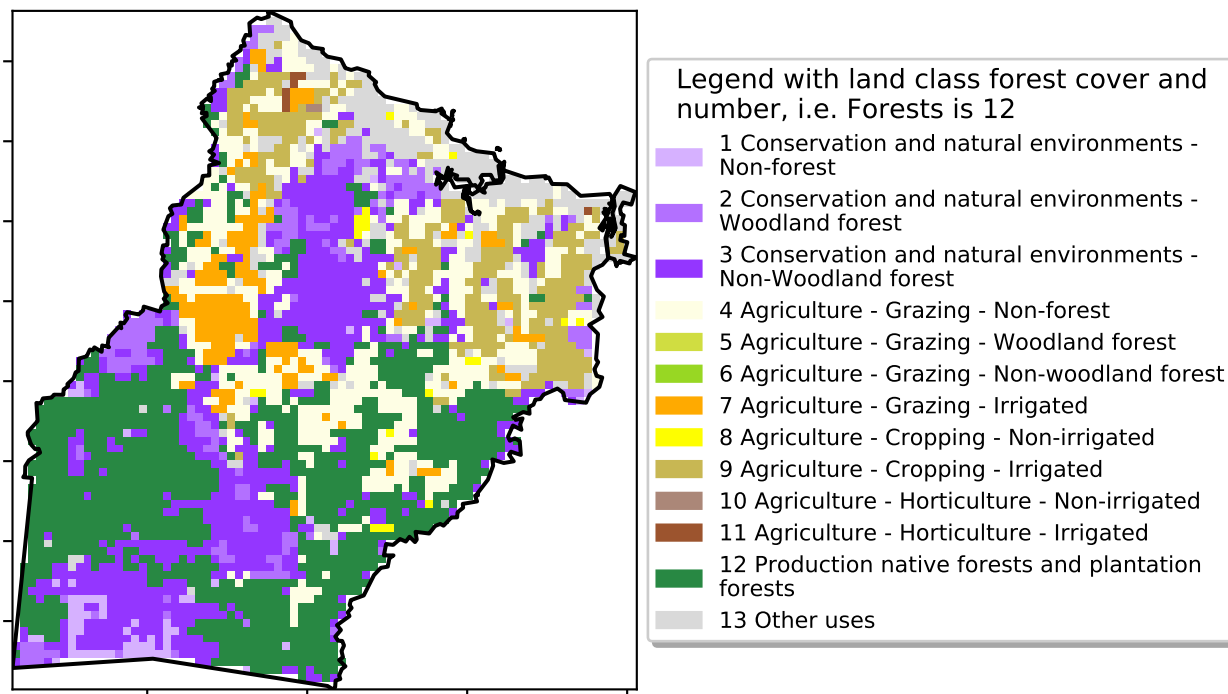 Legend with land class forest cover and
number, i.e. Forests is 12
1 Conservation and natural environments -
Non-forest
2 Conservation and natural environments -
Woodland forest
3 Conservation and natural environments -
Non-Woodland forest
4 Agriculture - Grazing - Non-forest
5 Agriculture - Grazing - Woodland forest
6 Agriculture - Grazing - Non-woodland forest
7 Agriculture - Grazing - Irrigated
8 Agriculture - Cropping - Non-irrigated
9 Agriculture - Cropping - Irrigated
10 Agriculture - Horticulture - Non-irrigated
11 Agriculture - Horticulture - Irrigated
12 Production native forests and plantation
forests
13 Other uses